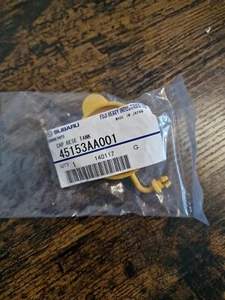 SUBARU
FUJI HEAVY INDUSTRIES
MADE IN JAPAN
CAP RESE TANK
45153AA001
QTY 1
140117 G